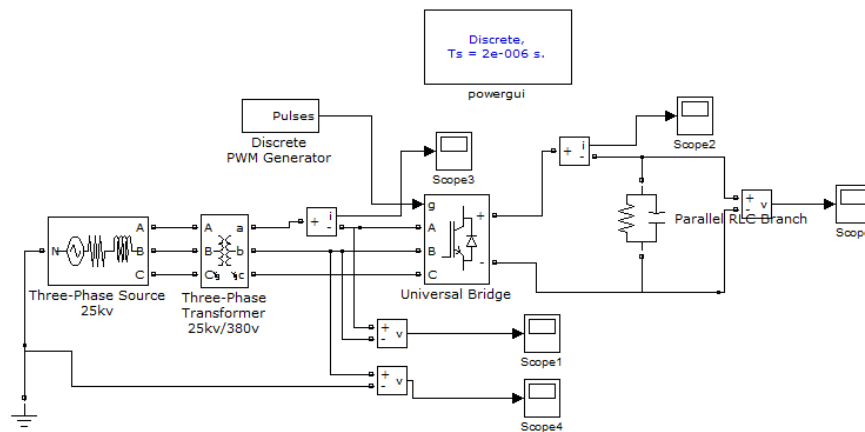 Discrete,
Ts = 2e-006 s.
powergui
Pulses
Discrete
PWM Generator
Scope3
i
+
-
Scope2
i
+
-
g
A
B
C
+
-
Universal Bridge
Parallel RLC Branch
+
-
v
Scope
N
A
B
C
Three-Phase Source
25kv
A
B
C
a
b
c
Three-Phase
Transformer
25kv/380v
+
-
v
Scope1
+
-
v
Scope4